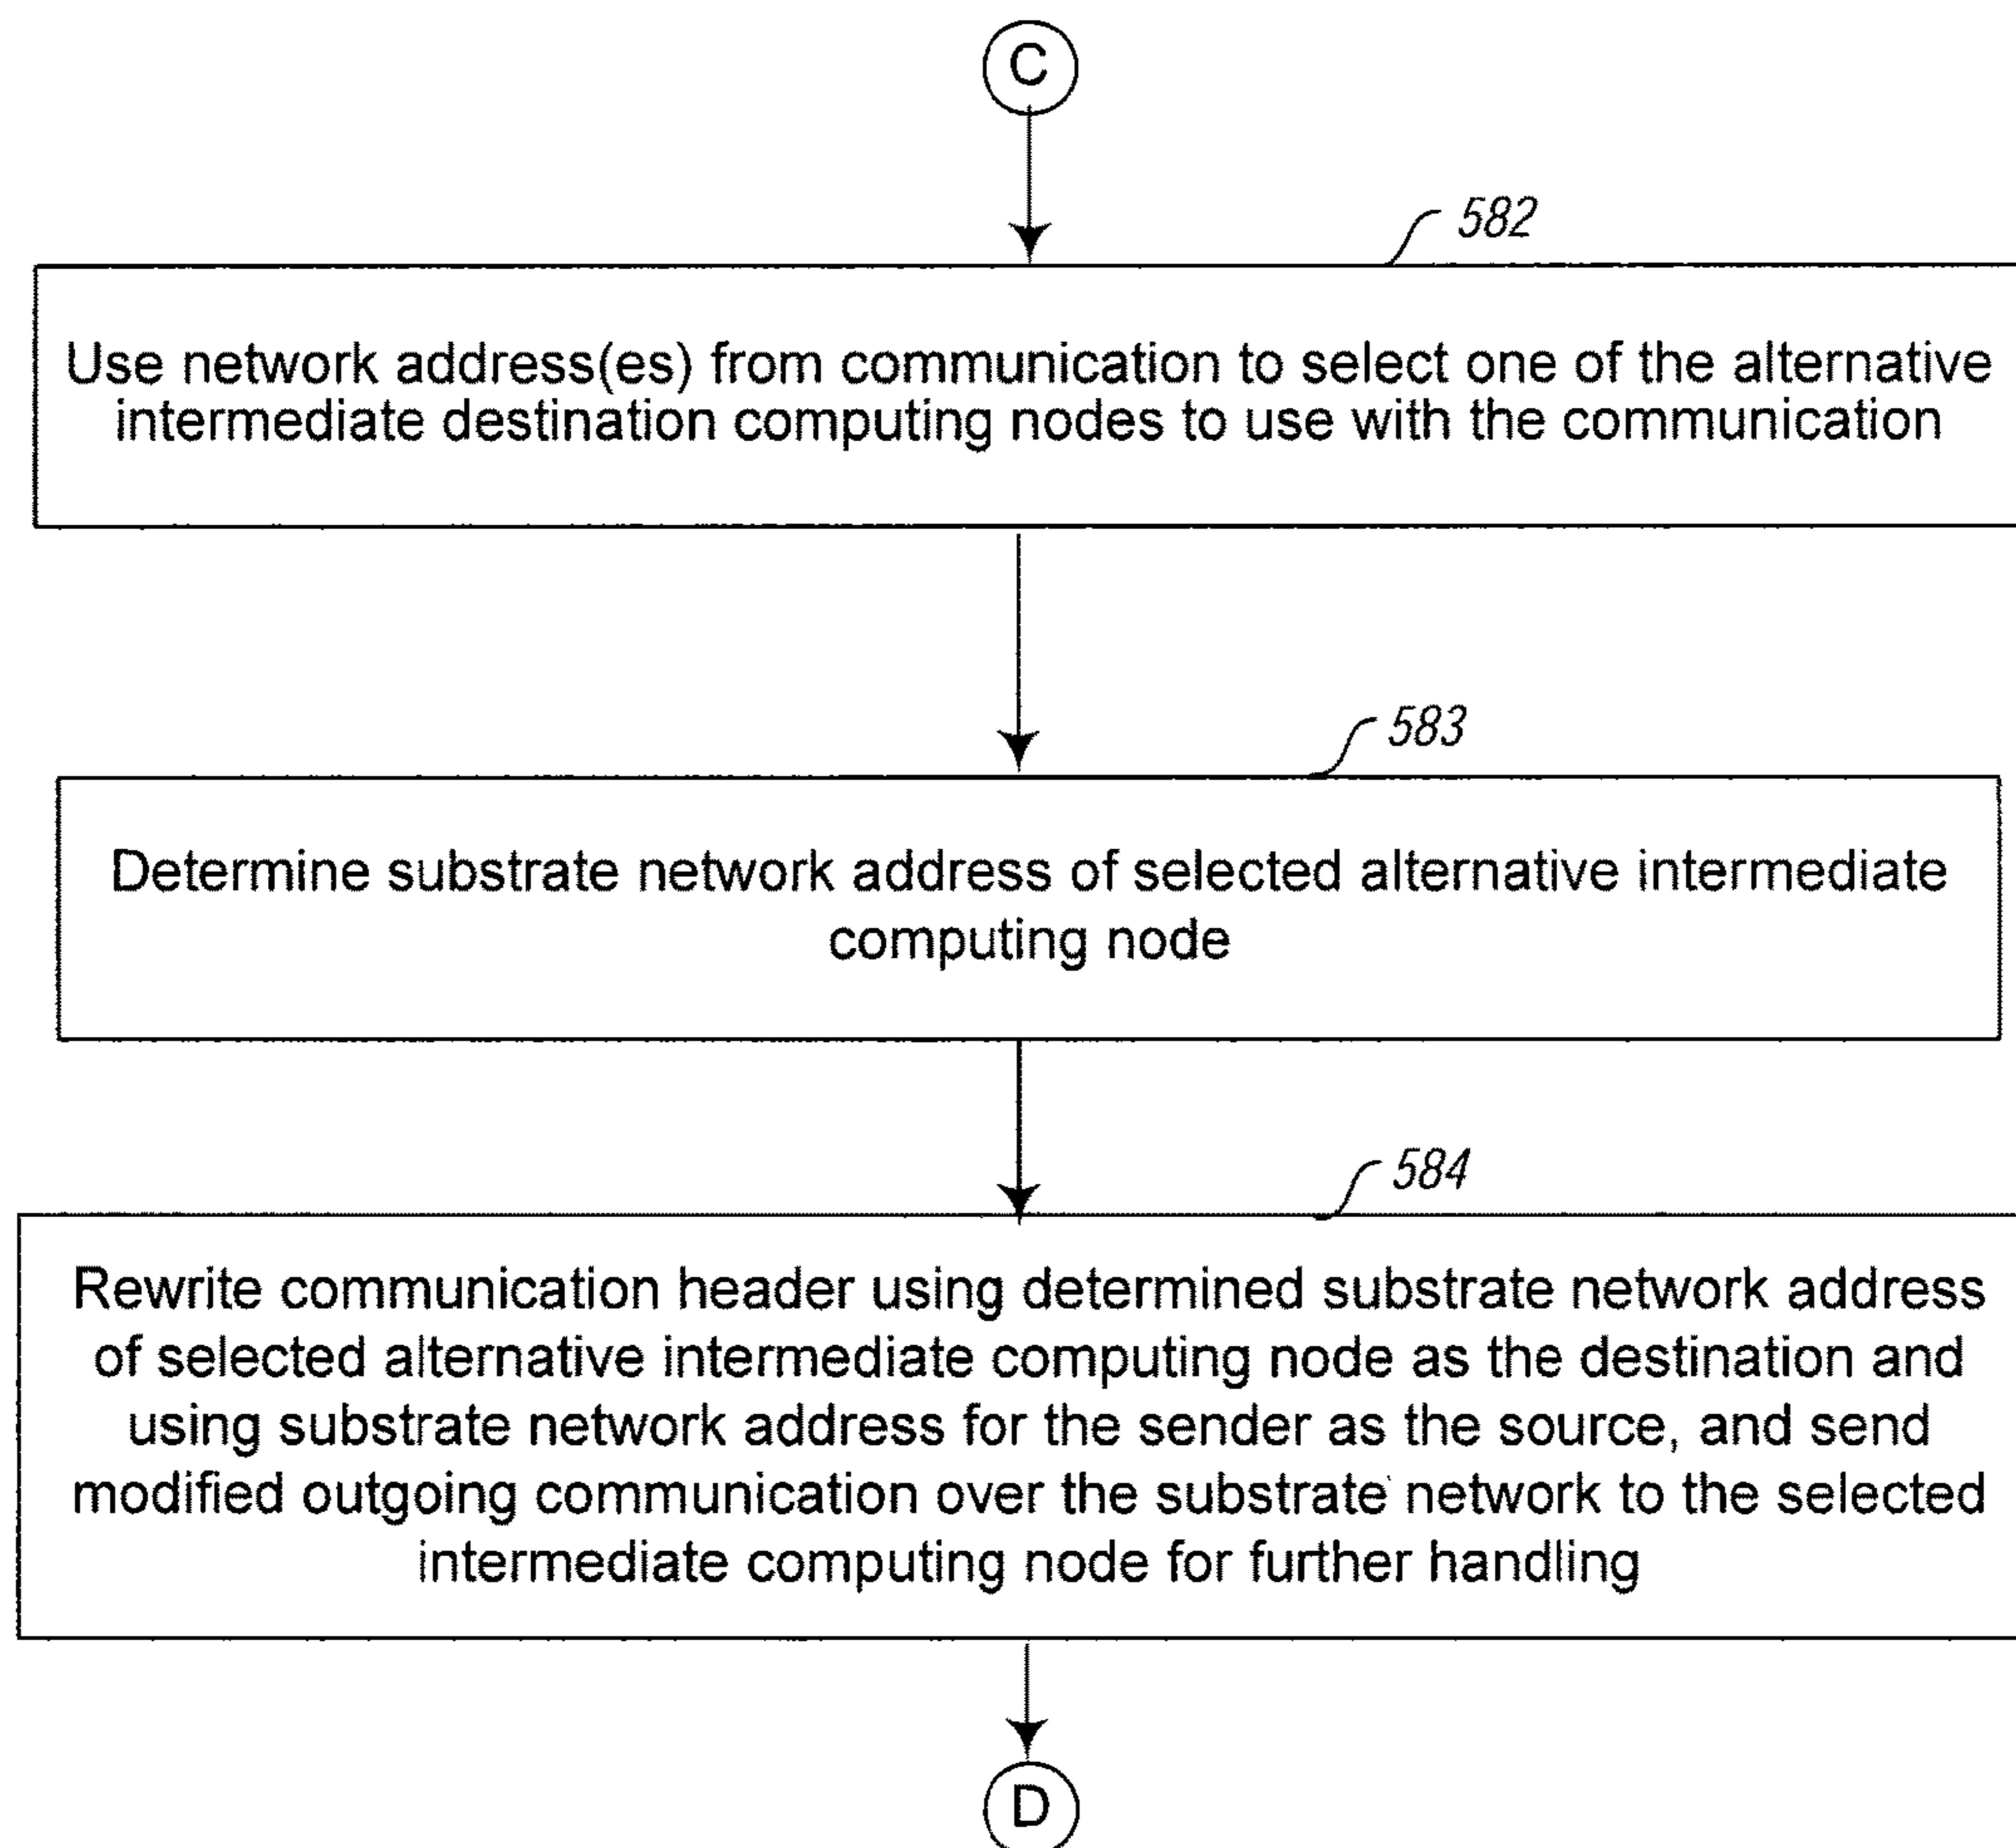 C
582
Use network address(es) from communication to select one of the alternative
intermediate destination computing nodes to use with the communication
583
Determine substrate network address of selected alternative intermediate
computing node
584
Rewrite communication header using determined substrate network address
of selected alternative intermediate computing node as the destination and
using substrate network address for the sender as the source, and send
modified outgoing communication over the substrate network to the selected
intermediate computing node for further handling
D